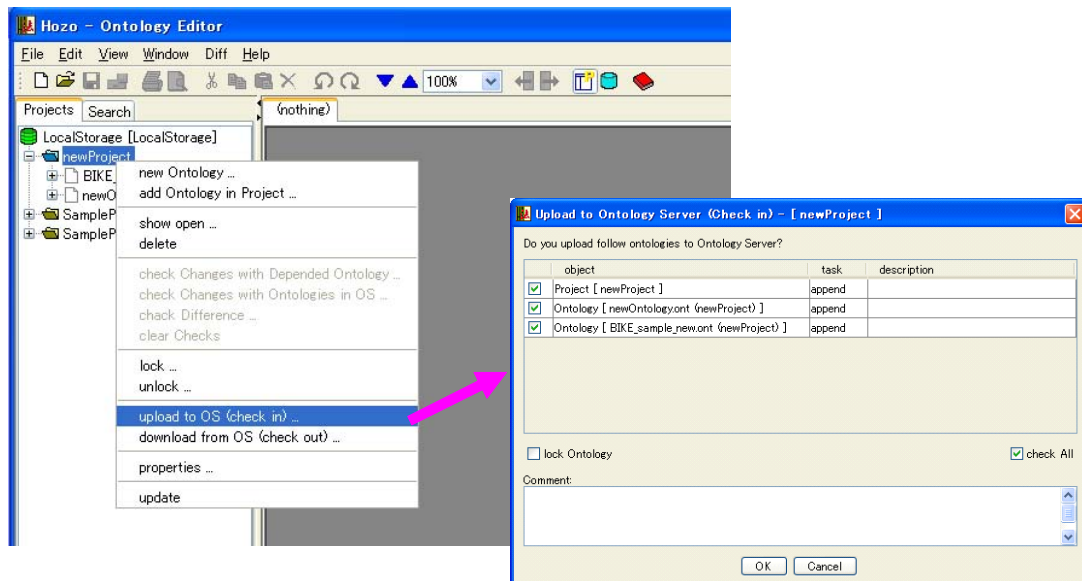 Hozo - Ontology Editor
File Edit View Window Diff Help
100%
Projects Search (nothing)
LocalStorage [LocalStorage]
newProject
BIKE_
newO
SampleP
SampleP
new Ontology ...
add Ontology in Project ...
show open ...
delete
check Changes with Depended Ontology ...
check Changes with Ontologies in OS ...
chack Difference ...
clear Checks
lock ...
unlock ...
upload to OS (check in) ...
download from OS (check out) ...
properties ...
update
Upload to Ontology Server (Check in) - [ newProject ]
Do you upload follow ontologies to Ontology Server?
object task description
Project [ newProject ] append
Ontology [ newOntology.ont (newProject) ] append
Ontology [ BIKE_sample_new.ont (newProject) ] append
lock Ontology check All
Comment:
OK Cancel